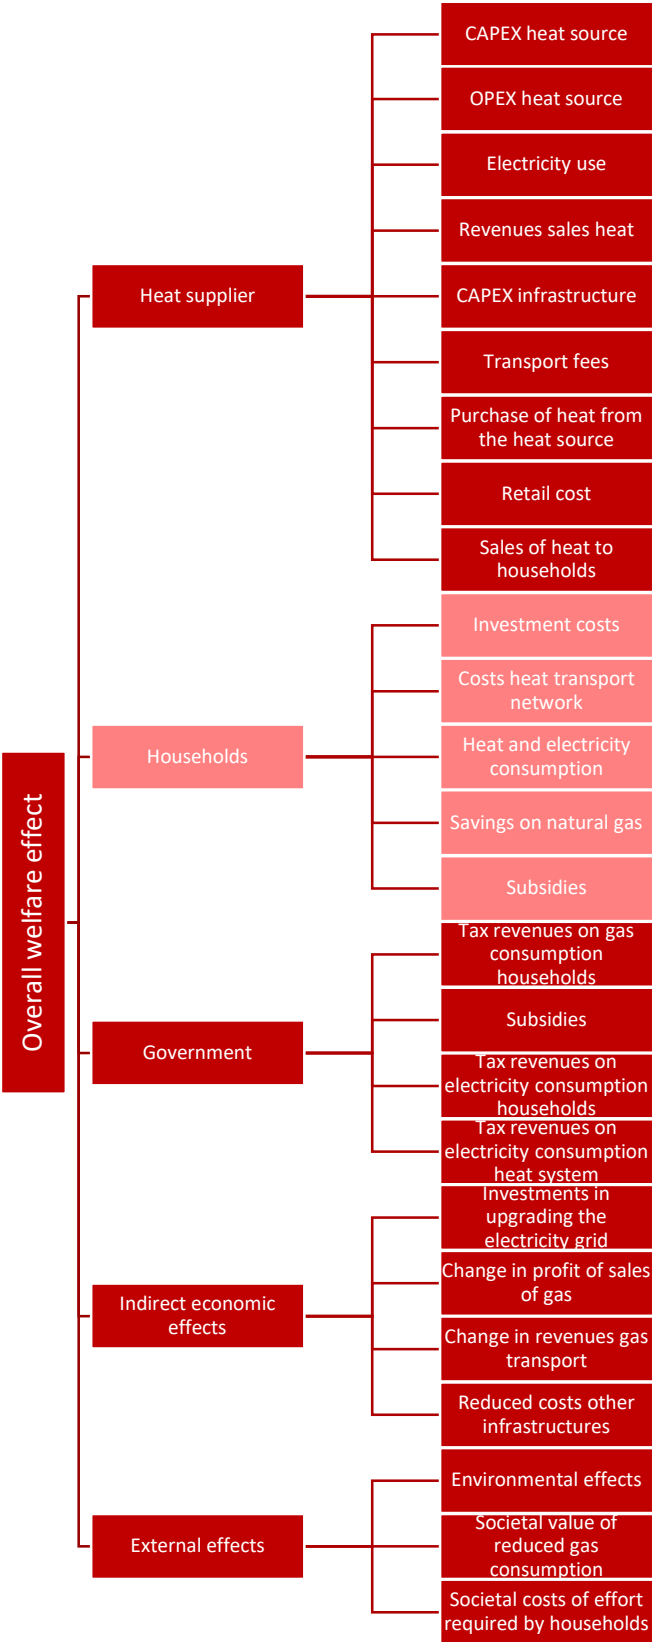 Overall welfare effect
Heat supplier
CAPEX heat source
OPEX heat source
Electricity use
Revenues sales heat
CAPEX infrastructure
Transport fees
Purchase of heat from
the heat source
Retail cost
Sales of heat to
households
Households
Investment costs
Costs heat transport
network
Heat and electricity
consumption
Savings on natural gas
Subsidies
Government
Tax revenues on gas
consumption
households
Subsidies
Tax revenues on
electricity consumption
households
Tax revenues on
electricity consumption
heat system
Indirect economic
effects
Investments in
upgrading the
electricity grid
Change in profit of sales
of gas
Change in revenues gas
transport
Reduced costs other
infrastructures
External effects
Environmental effects
Societal value of
reduced gas
consumption
Societal costs of effort
required by households